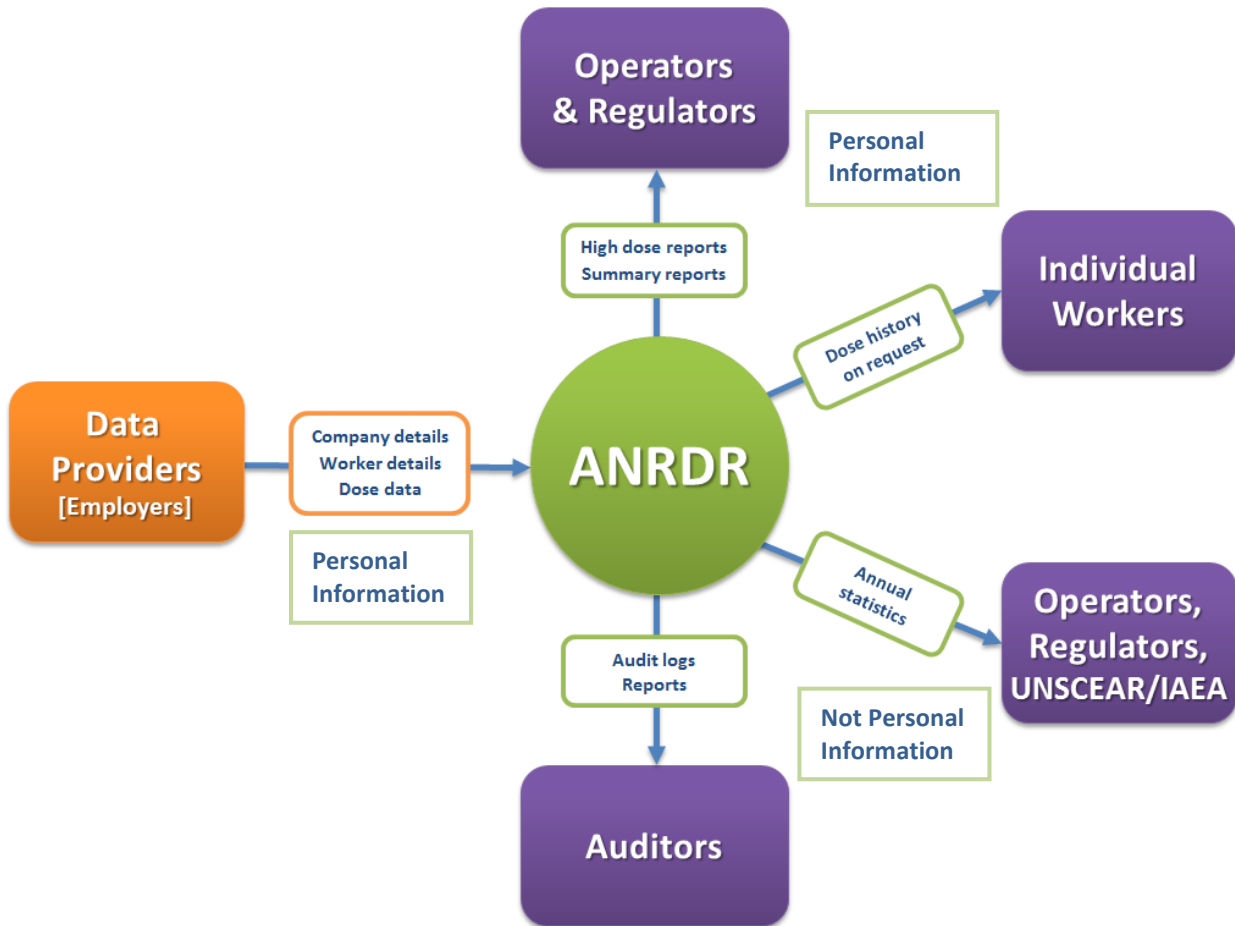 Operators
& Regulators
Personal
Information
High dose reports
Summary reports
Individual
Workers
Dose history
on request
Data
Providers
[Employers]
Company details
Worker details
Dose data
ANRDR
Personal
Information
Annual
statistics
Operators,
Regulators,
UNSCEAR/IAEA
Audit logs
Reports
Not Personal
Information
Auditors